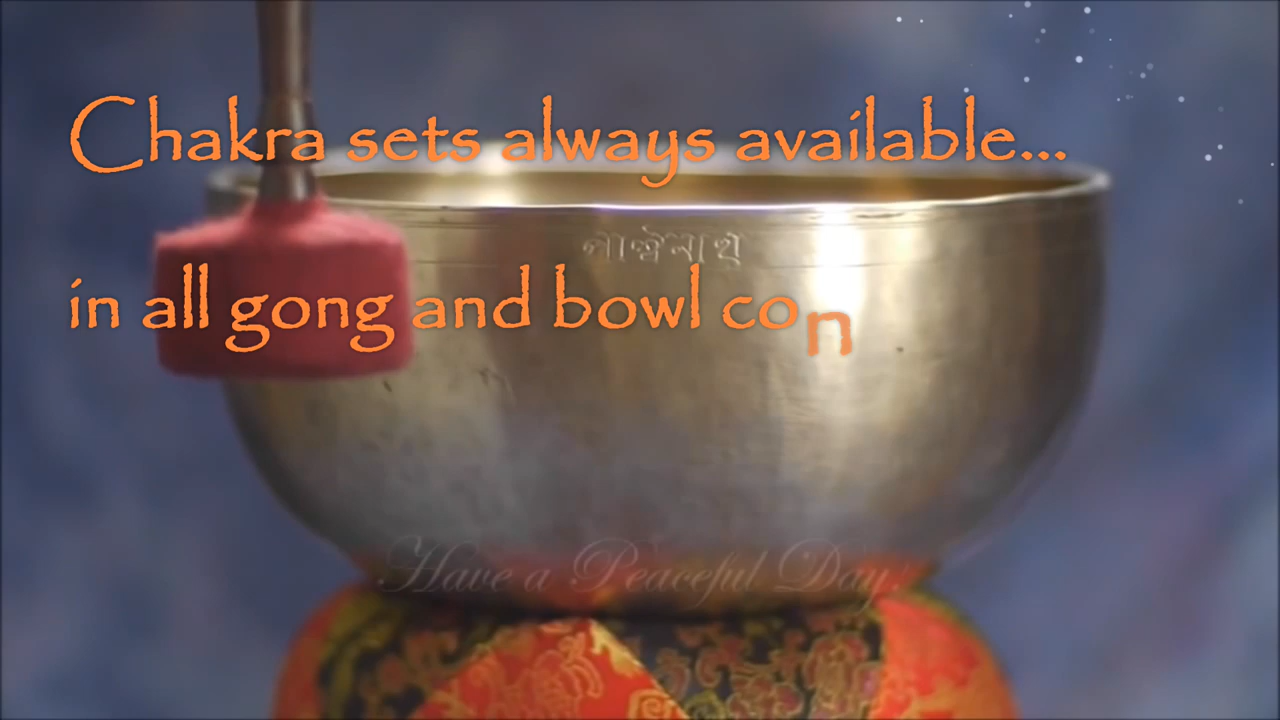 Chakra sets always available...
in all gong and bowl con
Have a Peaceful Day!